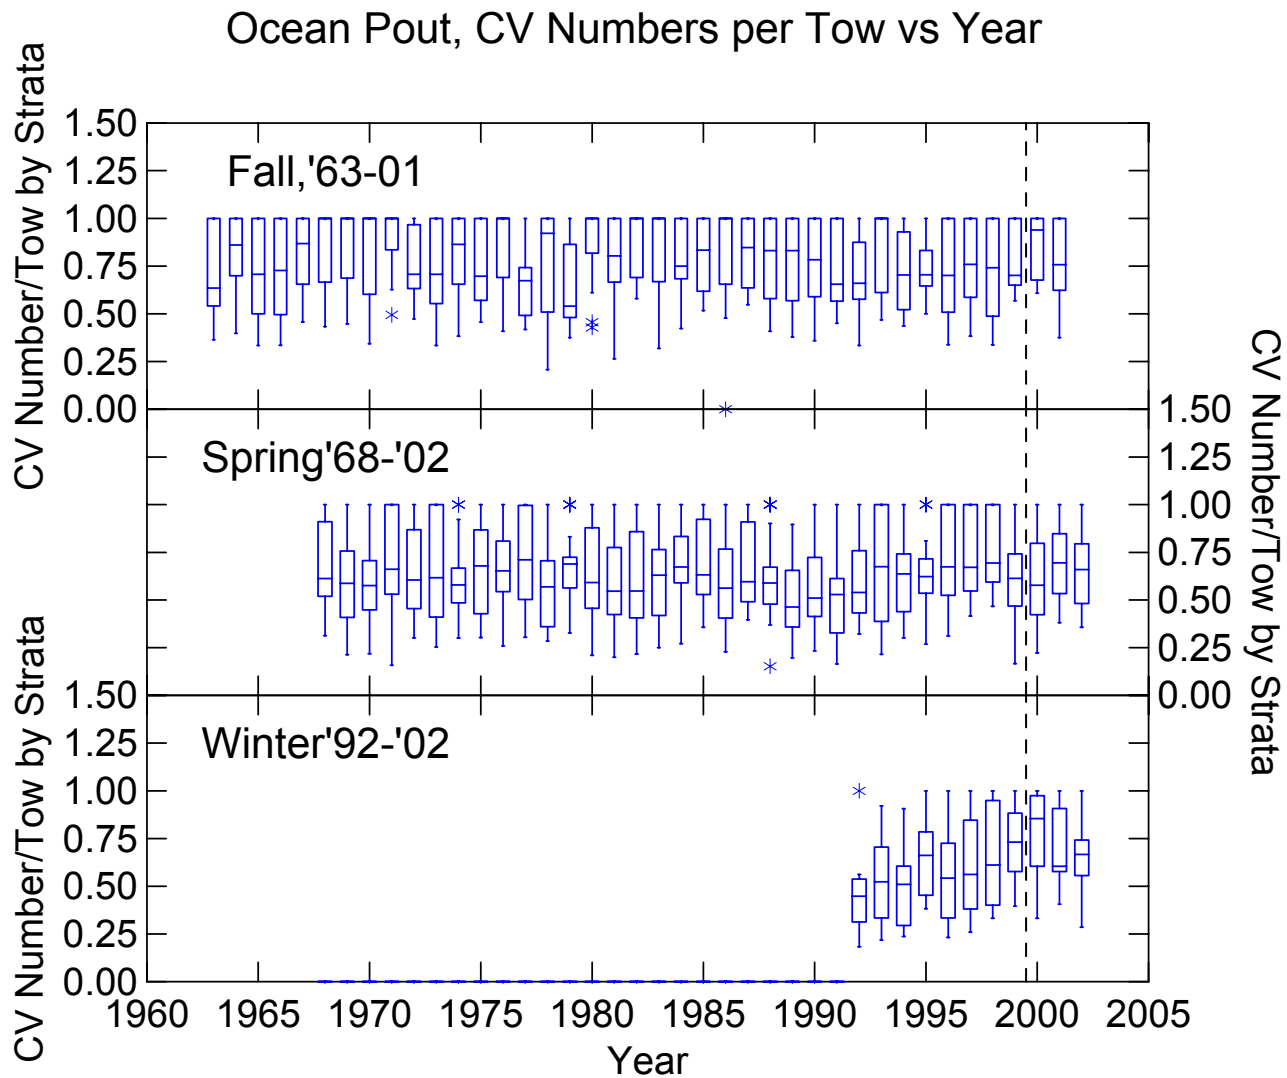 Ocean Pout, CV Numbers per Tow vs Year
CV Number/Tow by Strata
1.50
1.25
1.00
0.75
0.50
0.25
0.00
Fall,'63-01
Spring'68-'02
1.50
1.25
1.00
0.75
0.50
0.25
0.00
CV Number/Tow by Strata
CV Number/Tow by Strata
1.50
1.25
1.00
0.75
0.50
0.25
0.00
Winter'92-'02
1960 1965 1970 1975 1980 1985 1990 1995 2000 2005
Year